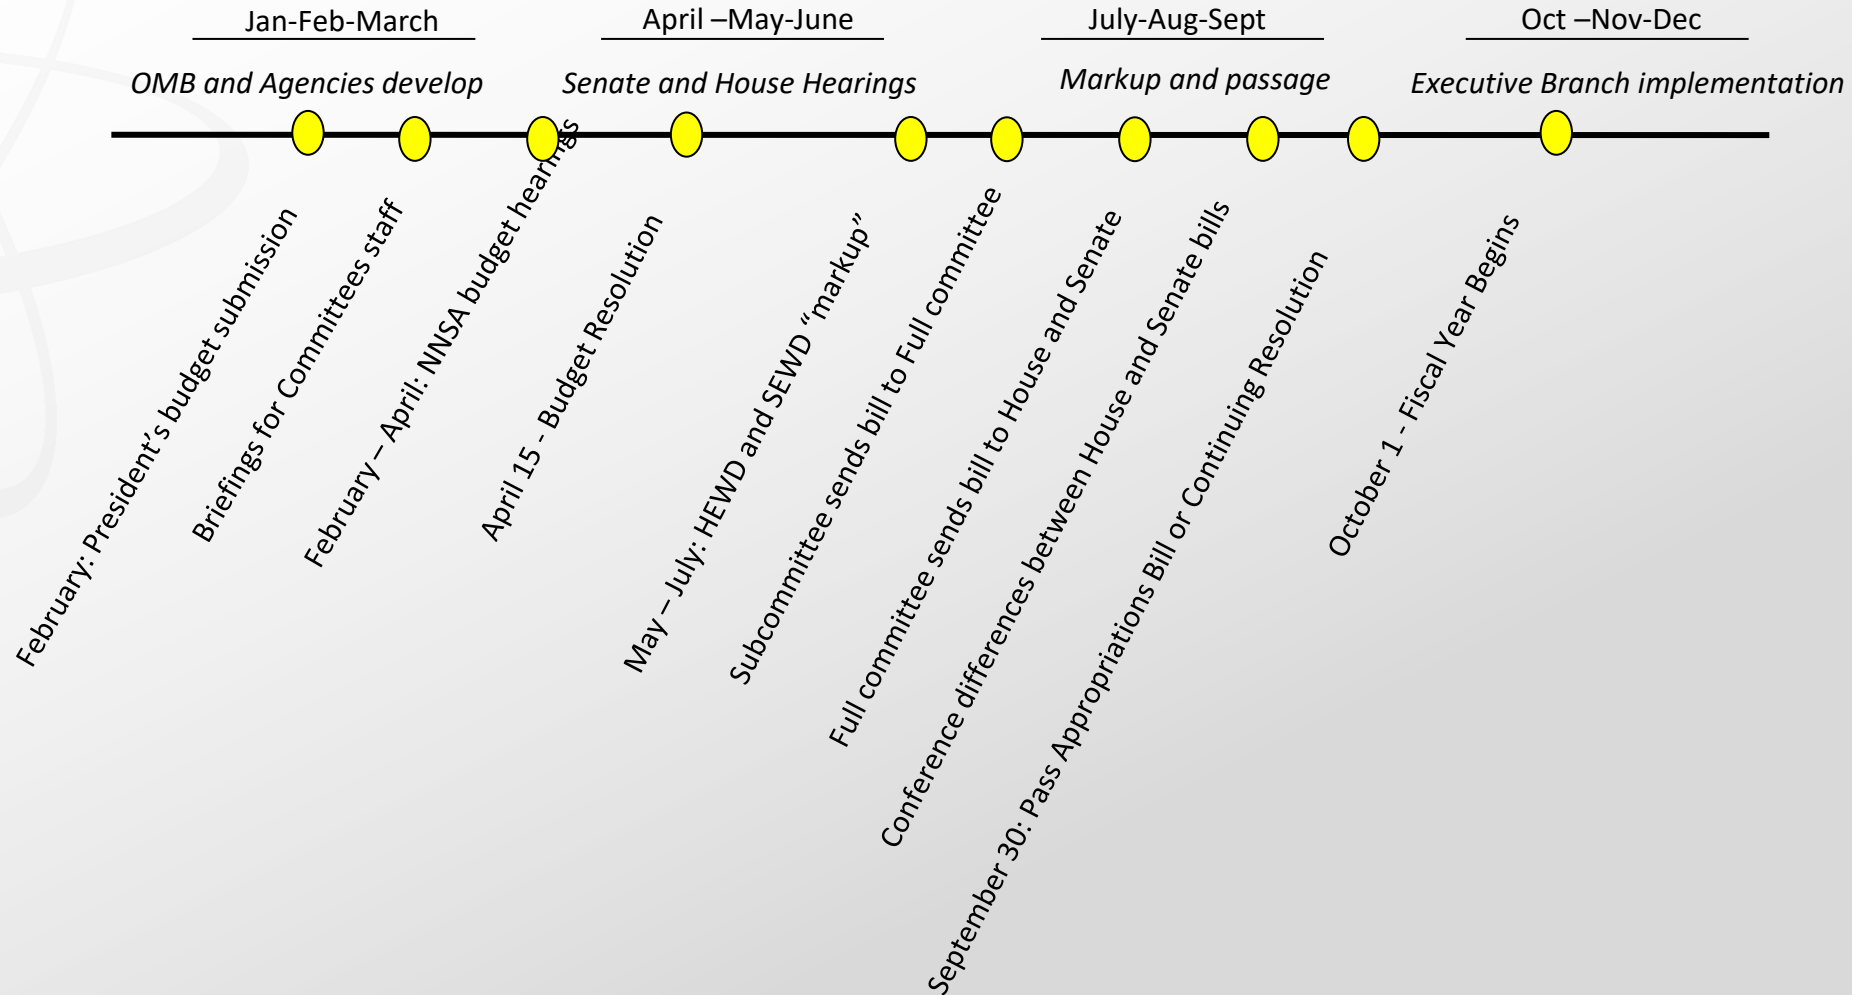 Jan-Feb-March
April –May-June
July-Aug-Sept
Oct –Nov-Dec
OMB and Agencies develop
Senate and House Hearings
Markup and passage
Executive Branch implementation
February: President’s budget submission
Briefings for Committees staff
February – April: NNSA budget hearings
April 15 - Budget Resolution
May – July: HEWD and SEWD “markup”
Subcommittee sends bill to Full committee
Full committee sends bill to House and Senate
Conference differences between House and Senate bills
September 30: Pass Appropriations Bill or Continuing Resolution
October 1 - Fiscal Year Begins